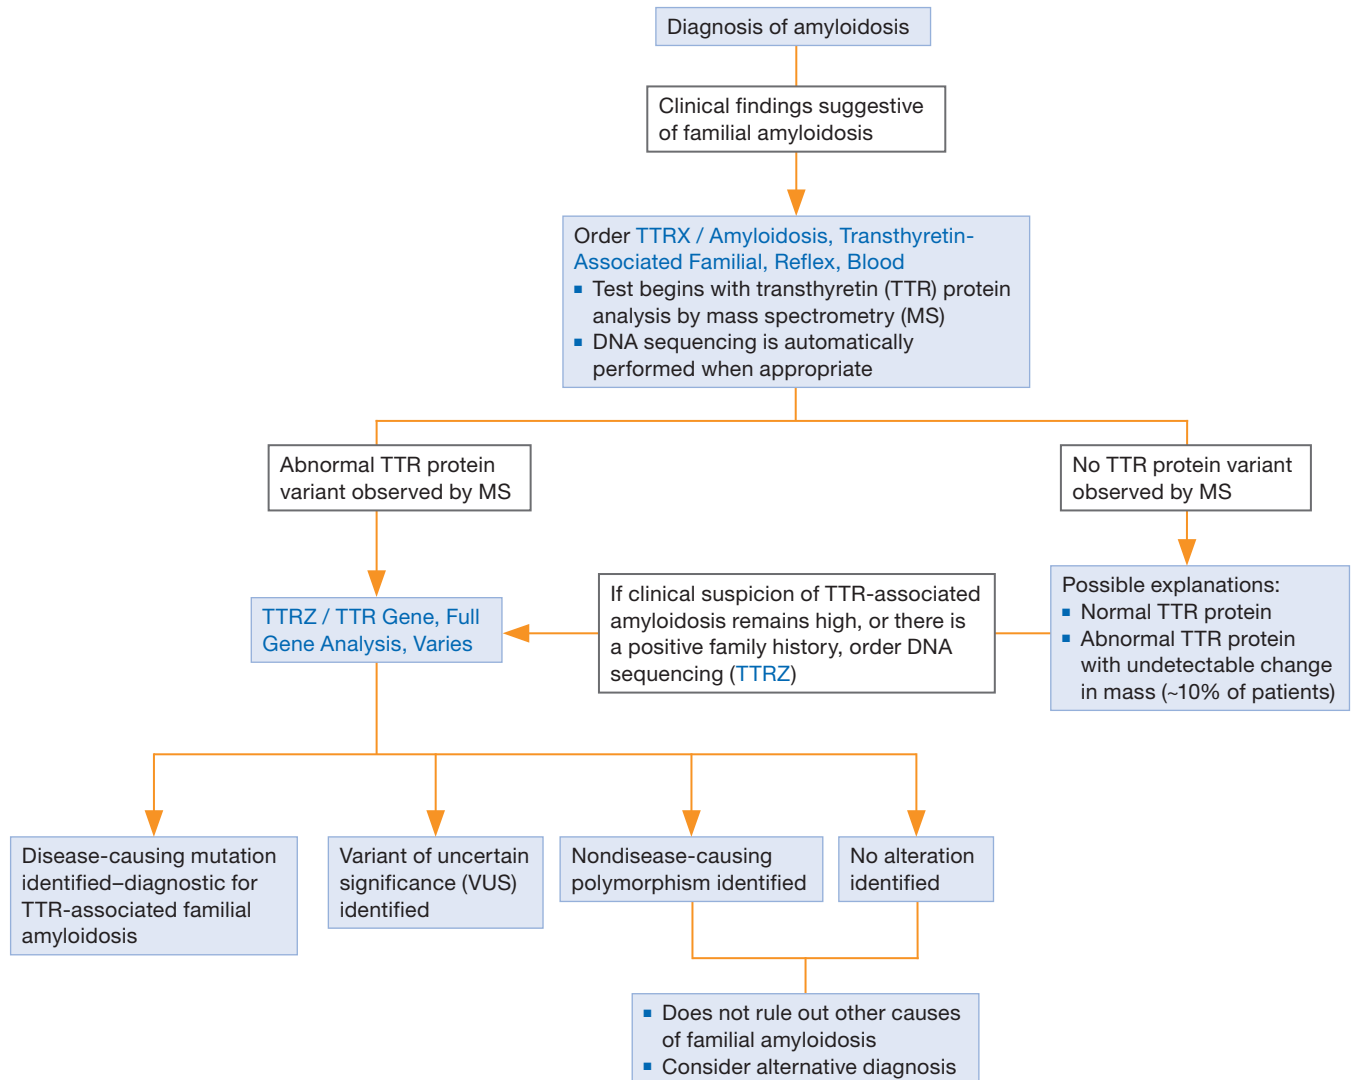 Diagnosis of amyloidosis
Clinical findings suggestive
of familial amyloidosis
Order TTRX / Amyloidosis, Transthyretin-
Associated Familial, Reflex, Blood
▪ Test begins with transthyretin (TTR) protein
analysis by mass spectrometry (MS)
▪ DNA sequencing is automatically
performed when appropriate
Abnormal TTR protein
variant observed by MS
No TTR protein variant
observed by MS
TTRZ / TTR Gene, Full
Gene Analysis, Varies
If clinical suspicion of TTR-associated
amyloidosis remains high, or there is
a positive family history, order DNA
sequencing (TTRZ)
Possible explanations:
▪ Normal TTR protein
▪ Abnormal TTR protein
with undetectable change
in mass (~10% of patients)
Disease-causing mutation
identified–diagnostic for
TTR-associated familial
amyloidosis
Variant of uncertain
significance (VUS)
identified
Nondisease-causing
polymorphism identified
No alteration
identified
▪ Does not rule out other causes
of familial amyloidosis
▪ Consider alternative diagnosis